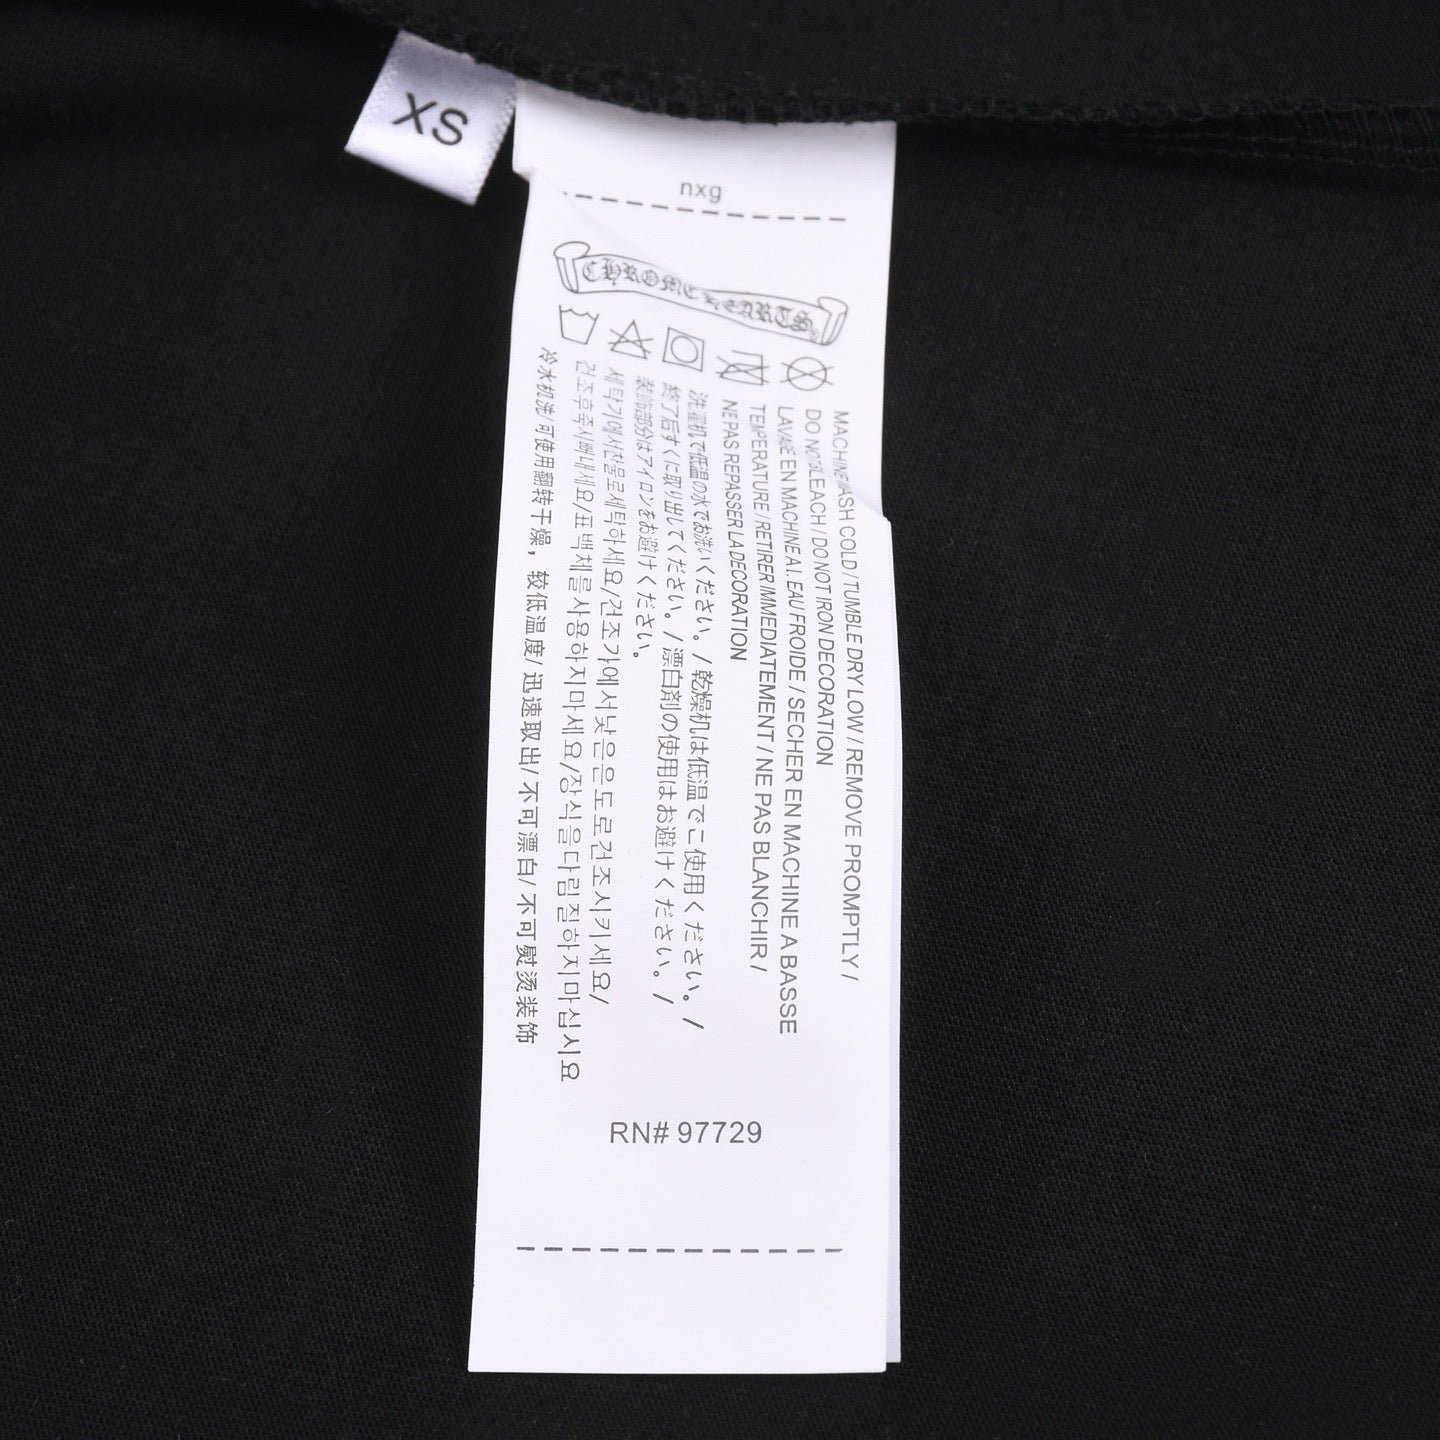 XS
nxg
CHROME HEARTS
MACHINE WASH COLD / TUMBLE DRY LOW / REMOVE PROMPTLY /
DO NOT BLEACH / DO NOT IRON DECORATION
LAVAGE EN MACHINE A I. EAU FROIDE / SECHER EN MACHINE A BASSE
TEMPERATURE / RETIRER IMMEDIATEMENT / NE PAS BLANCHIR /
NE PAS REPASSER LA DECORATION
洗濯机で低温の水でお洗いください。/ 乾燥机は低温でご使用ください。/
終了后すくに取り出してください。/ 漂白剤の使用はお避けください。/
装飾部分はアイロンをお避けください。
세탁기에서찬물로세탁하세요/건조기에서낮은온도로건조시키세요/
건조후즉시빼내세요/표백제를사용하지마세요/장식을다림질하지마십시요
冷水机洗/可使用翻转干燥，较低温度/迅速取出/不可漂白/不可熨烫装饰
RN# 97729